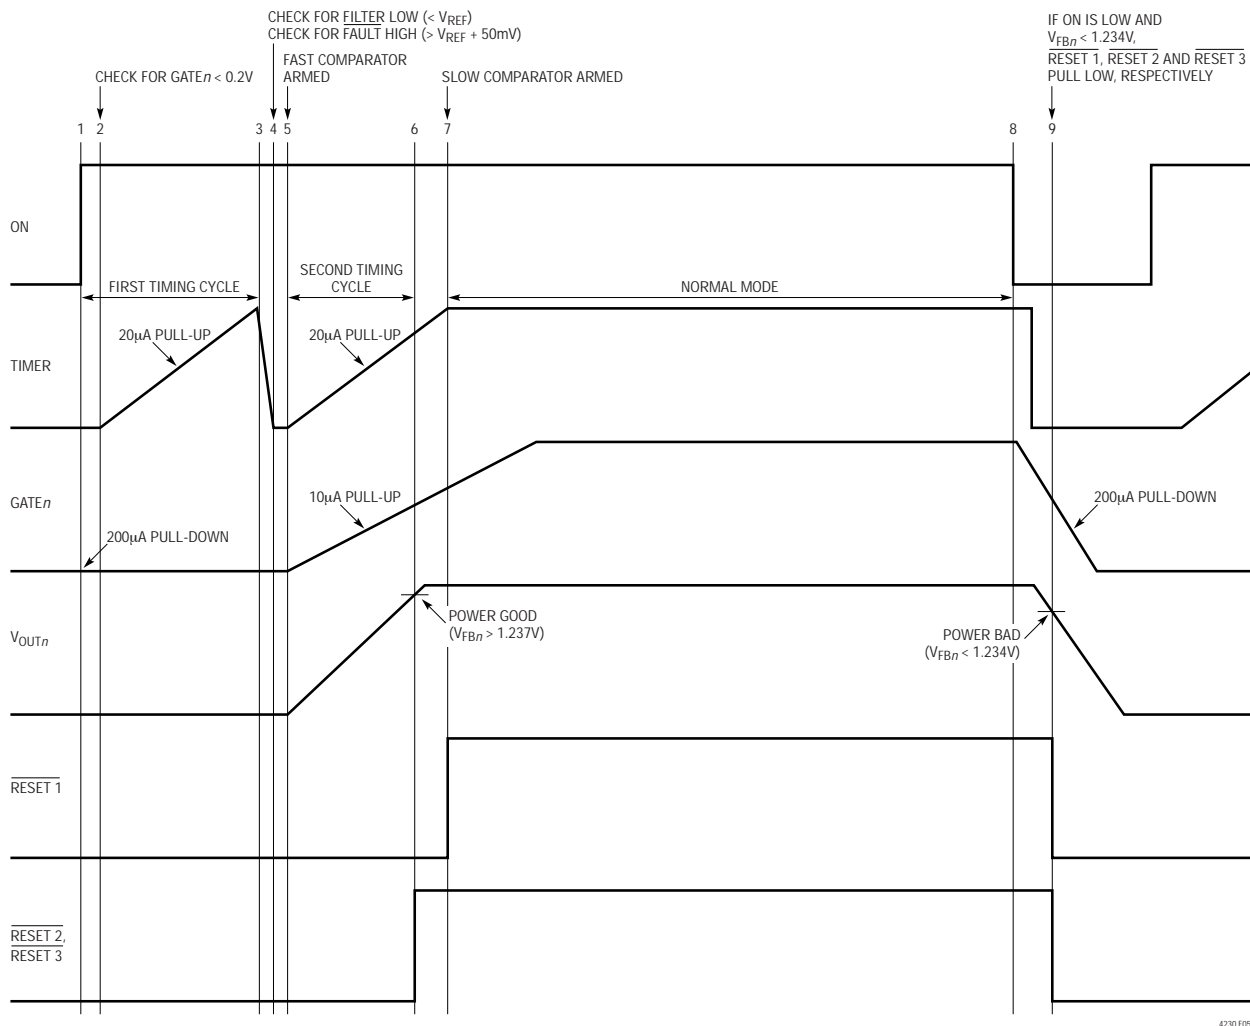 CHECK FOR FILTER LOW (< VREF)
CHECK FOR FAULT HIGH (> VREF + 50mV)
IF ON IS LOW AND
VFBn < 1.234V,
RESET 1, RESET 2 AND RESET 3
PULL LOW, RESPECTIVELY
FAST COMPARATOR
ARMED
CHECK FOR GATEn < 0.2V
SLOW COMPARATOR ARMED
1 2 3 4 5 6 7 8 9
ON
FIRST TIMING CYCLE
SECOND TIMING
CYCLE
NORMAL MODE
20µA PULL-UP
20µA PULL-UP
TIMER
GATEn
10µA PULL-UP
200µA PULL-DOWN
200µA PULL-DOWN
VOUTn
POWER GOOD
(VFBn > 1.237V)
POWER BAD
(VFBn < 1.234V)
RESET 1
RESET 2,
RESET 3
4230 F05